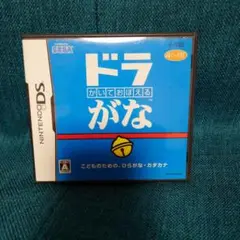 NINTENDO DS
SEGA
ドラ
かいておぼえる
がな
A
こどものための、ひらがな・カタカナ